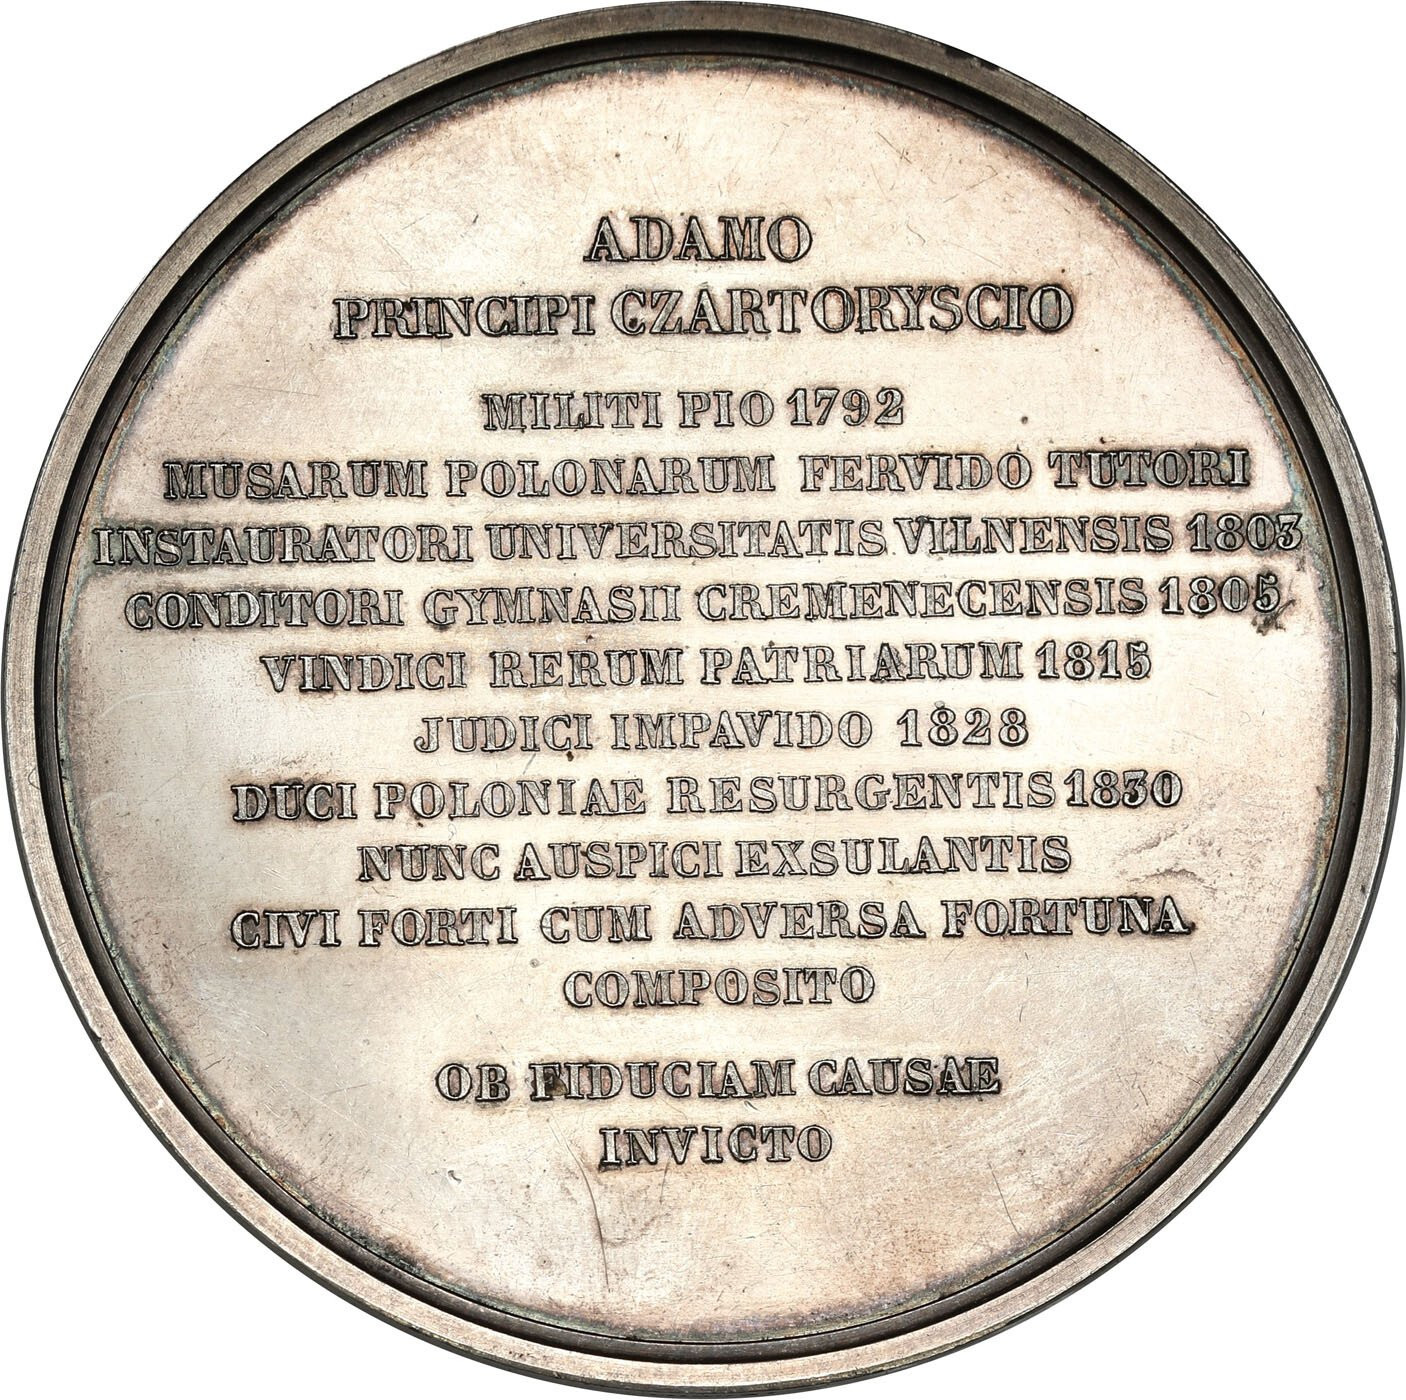 ADAMO
PRINCIPI CZARTORYSCIO
MILITI PIO 1792
MUSARUM POLONARUM FERVIDO TUTORI
INSTAURATORI UNIVERSITATIS VILNENSIS 1803
CONDITORI GYMNASII CREMENECENSIS 1805
VINDICI RERUM PATRIARUM 1815
JUDICI IMPAVIDO 1828
DUCI POLONIAE RESURGENTIS 1830
NUNC AUSPICI EXSULANTIS
CIVI FORTI CUM ADVERSA FORTUNA
COMPOSITO
OB FIDUCIAM CAUSAE
INVICTO